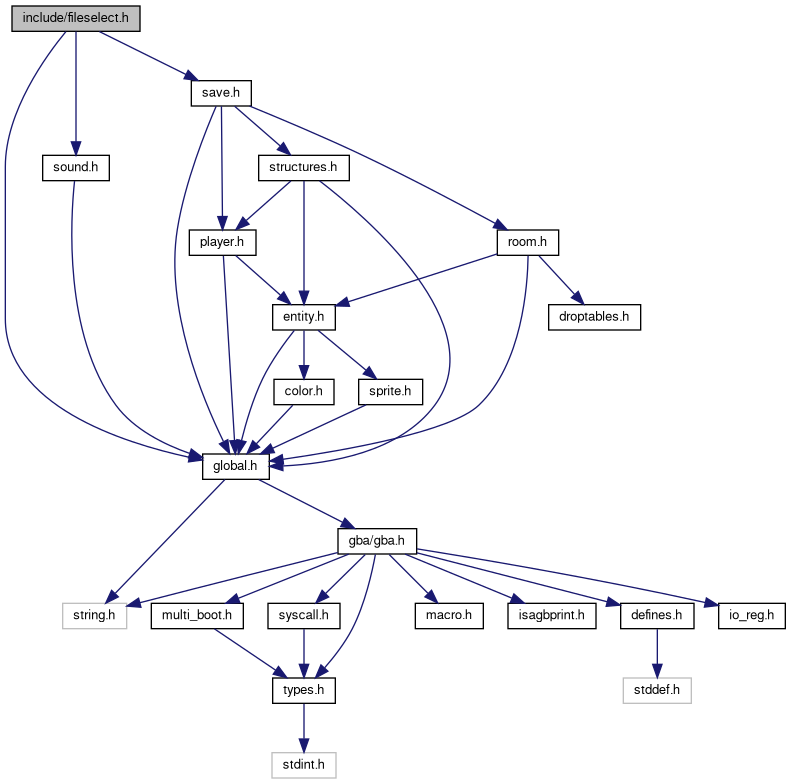 include/fileselect.h
save.h
sound.h
structures.h
player.h
room.h
entity.h
droptables.h
color.h
sprite.h
global.h
gba/gba.h
string.h
multi_boot.h
syscall.h
macro.h
isagbprint.h
defines.h
io_reg.h
types.h
stddef.h
stdint.h